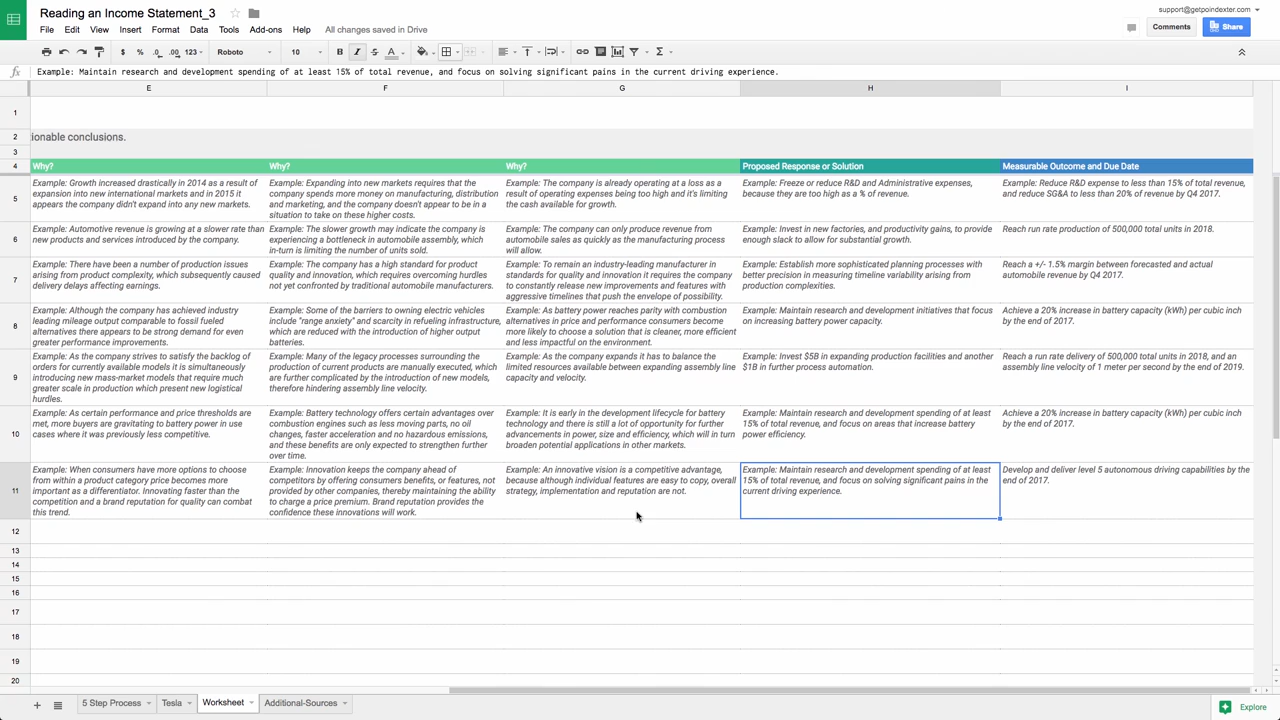 Reading an Income Statement_3
support@getpoindexter.com
File Edit View Insert Format Data Tools Add-ons Help All changes saved in Drive
Comments
Share
$ % .0 .00 123 Roboto 10 B I S A Σ
fx Example: Maintain research and development spending of at least 15% of total revenue, and focus on solving significant pains in the current driving experience.
E F G H I
1
2 ionable conclusions.
3
4 Why? Why? Why? Proposed Response or Solution Measurable Outcome and Due Date
5
Example: Growth increased drastically in 2014 as a result of
expansion into new international markets and in 2015 it
appears the company didn't expand into any new markets.
Example: Expanding into new markets requires that the
company spends more money on manufacturing, distribution
and marketing, and the company doesn't appear to be in a
situation to take on these higher costs.
Example: The company is already operating at a loss as a
result of operating expenses being too high and it's limiting
the cash available for growth.
Example: Freeze or reduce R&D and Administrative expenses,
because they are too high as a % of revenue.
Example: Reduce R&D expense to less than 15% of total revenue,
and reduce SG&A to less than 20% of revenue by Q4 2017.
6
Example: Automotive revenue is growing at a slower rate than
new products and services introduced by the company.
Example: The slower growth may indicate the company is
experiencing a bottleneck in automobile assembly, which
in-turn is limiting the number of units sold.
Example: The company can only produce revenue from
automobile sales as quickly as the manufacturing process
will allow.
Example: Invest in new factories, and productivity gains, to provide
enough slack to allow for substantial growth.
Reach run rate production of 500,000 total units in 2018.
7
Example: There have been a number of production issues
arising from product complexity, which subsequently caused
delivery delays affecting earnings.
Example: The company has a high standard for product
quality and innovation, which requires overcoming hurdles
not yet confronted by traditional automobile manufacturers.
Example: To remain an industry-leading manufacturer in
standards for quality and innovation it requires the company
to constantly release new improvements and features with
aggressive timelines that push the envelope of possibility.
Example: Establish more sophisticated planning processes with
better precision in measuring timeline variability arising from
production complexities.
Reach a +/- 1.5% margin between forecasted and actual
automobile revenue by Q4 2017.
8
Example: Although the company has achieved industry
leading mileage output comparable to fossil fueled
alternatives there appears to be strong demand for even
greater performance improvements.
Example: Some of the barriers to owning electric vehicles
include "range anxiety" and scarcity in refueling infrastructure,
which are reduced with the introduction of higher output
batteries.
Example: As battery power reaches parity with combustion
alternatives in price and performance consumers become
more likely to choose a solution that is cleaner, more efficient
and less impactful on the environment.
Example: Maintain research and development initiatives that focus
on increasing battery power capacity.
Achieve a 20% increase in battery capacity (kWh) per cubic inch
by the end of 2017.
9
Example: As the company strives to satisfy the backlog of
orders for currently available models it is simultaneously
introducing new mass-market models that require much
greater scale in production which present new logistical
hurdles.
Example: Many of the legacy processes surrounding the
production of current products are manually executed, which
are further complicated by the introduction of new models,
therefore hindering assembly line velocity.
Example: As the company expands it has to balance the
limited resources available between expanding assembly line
capacity and velocity.
Example: Invest $5B in expanding production facilities and another
$1B in further process automation.
Reach a run rate delivery of 500,000 total units in 2018, and an
assembly line velocity of 1 meter per second by the end of 2019.
10
Example: As certain performance and price thresholds are
met, more buyers are gravitating to battery power in use
cases where it was previously less competitive.
Example: Battery technology offers certain advantages over
combustion engines such as less moving parts, no oil
changes, faster acceleration and no hazardous emissions,
and these benefits are only expected to strengthen further
over time.
Example: It is early in the development lifecycle for battery
technology and there is still a lot of opportunity for further
advancements in power, size and efficiency, which will in turn
broaden potential applications in other markets.
Example: Maintain research and development spending of at least
15% of total revenue, and focus on areas that increase battery
power efficiency.
Achieve a 20% increase in battery capacity (kWh) per cubic inch
by the end of 2017.
11
Example: When consumers have more options to choose
from within a product category price becomes more
important as a differentiator. Innovating faster than the
competition and a brand reputation for quality can combat
this trend.
Example: Innovation keeps the company ahead of
competitors by offering consumers benefits, or features, not
provided by other companies, thereby maintaining the ability
to charge a price premium. Brand reputation provides the
confidence these innovations will work.
Example: An innovative vision is a competitive advantage,
because although individual features are easy to copy, overall
strategy, implementation and reputation are not.
Example: Maintain research and development spending of at least
15% of total revenue, and focus on solving significant pains in the
current driving experience.
Develop and deliver level 5 autonomous driving capabilities by the
end of 2017.
12
13
14
15
16
17
18
19
20
5 Step Process Tesla Worksheet Additional-Sources
Explore